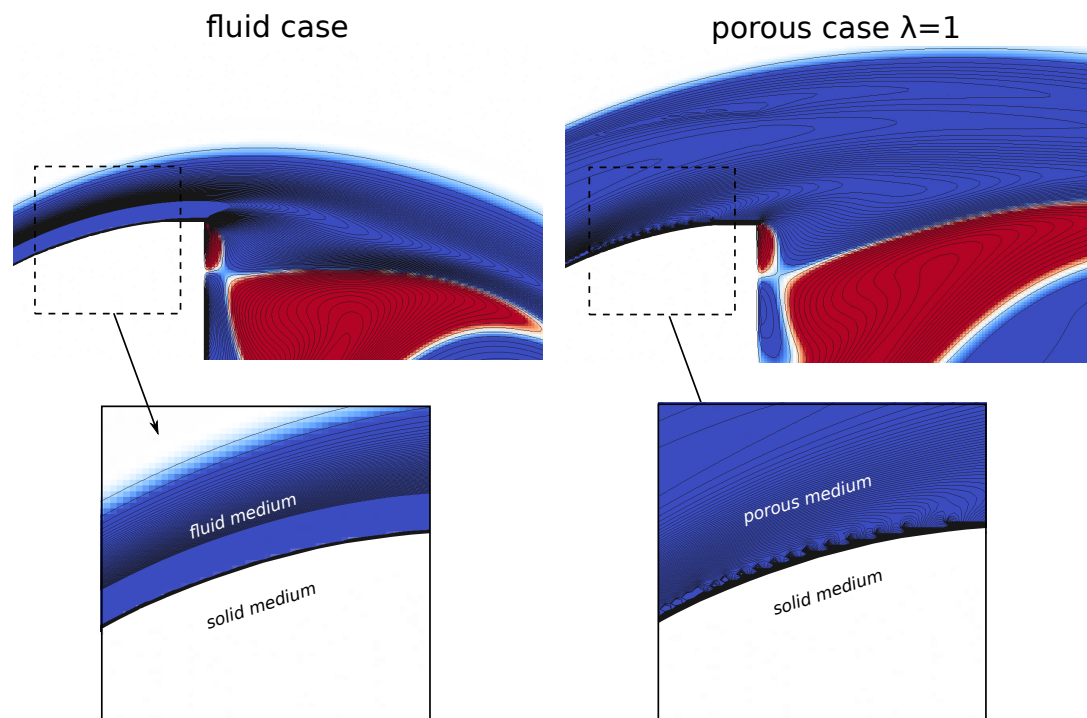 fluid case
porous case λ=1
fluid medium
solid medium
porous medium
solid medium